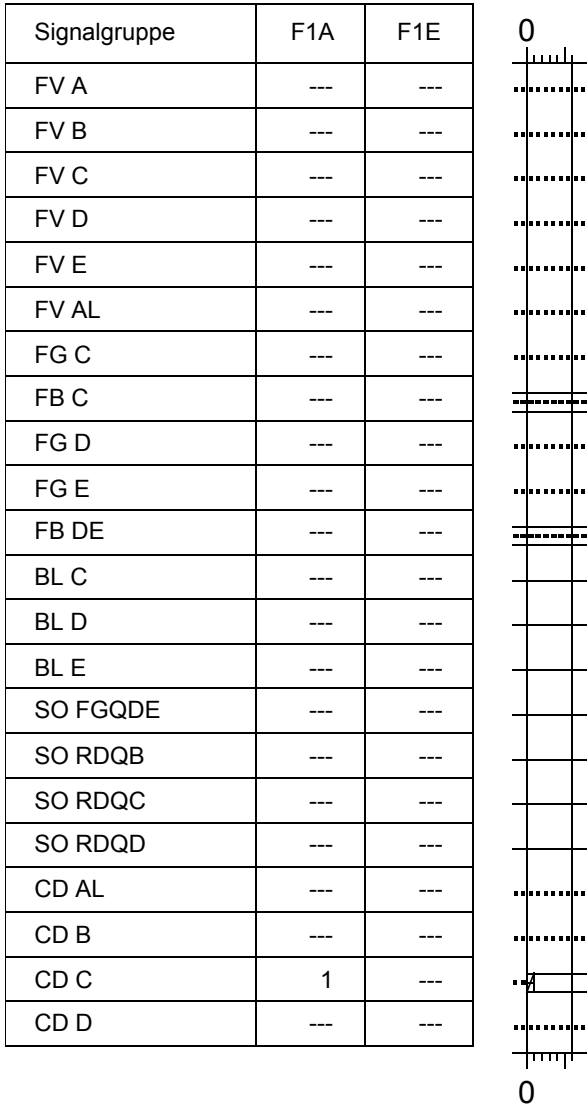 Signalgruppe F1A F1E 0
FV A --- ---
FV B --- ---
FV C --- ---
FV D --- ---
FV E --- ---
FV AL --- ---
FG C --- ---
FB C --- ---
FG D --- ---
FG E --- ---
FB DE --- ---
BL C --- ---
BL D --- ---
BL E --- ---
SO FGQDE --- ---
SO RDQB --- ---
SO RDQC --- ---
SO RDQD --- ---
CD AL --- ---
CD B --- ---
CD C 1 ---
CD D --- ---
0